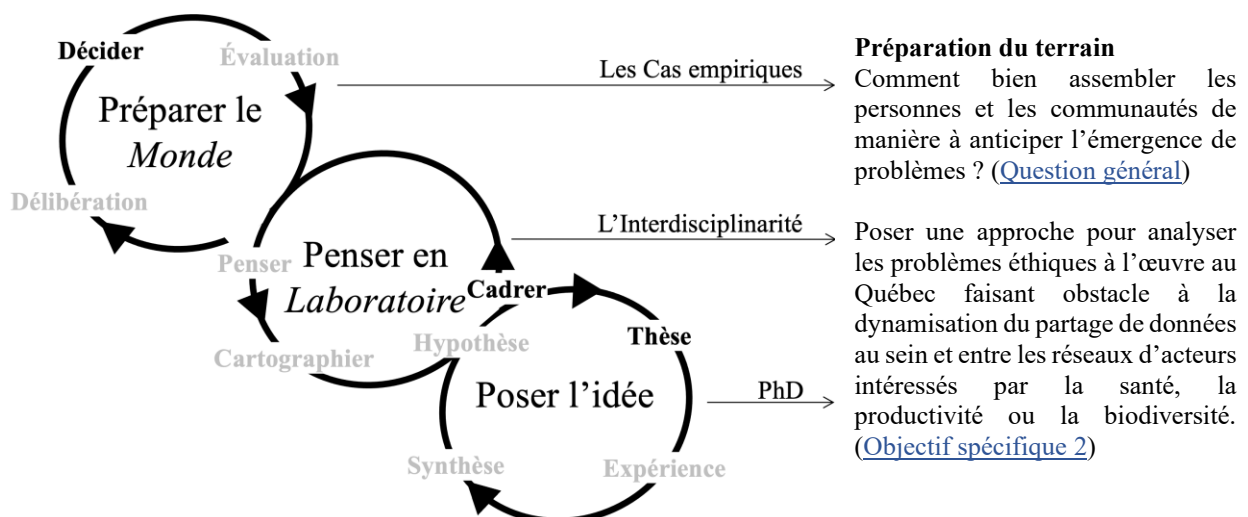 Décider
Évaluation
Préparer le
Monde
Délibération
Penser
Penser en
Laboratoire
Cadrer
Cartographier
Hypothèse
Thèse
Poser l’idée
Synthèse
Expérience
Les Cas empiriques
L’Interdisciplinarité
PhD
Préparation du terrain
Comment bien assembler les
personnes et les communautés de
manière à anticiper l’émergence de
problèmes ? (Question général)
Poser une approche pour analyser
les problèmes éthiques à l’œuvre au
Québec faisant obstacle à la
dynamisation du partage de données
au sein et entre les réseaux d’acteurs
intéressés par la santé, la
productivité ou la biodiversité.
(Objectif spécifique 2)